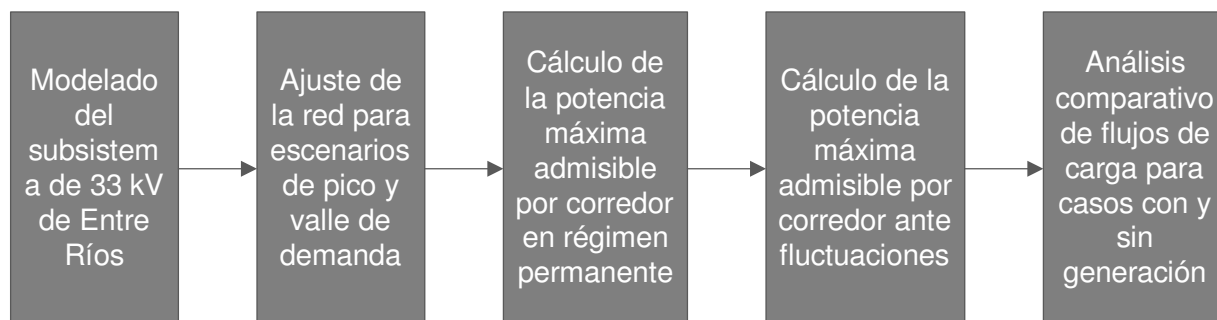 Modelado
del
subsistem
a de 33 kV
de Entre
Ríos
Ajuste de
la red para
escenarios
de pico y
valle de
demanda
Cálculo de
la potencia
máxima
admisible
por corredor
en régimen
permanente
Cálculo de la
potencia
máxima
admisible por
corredor ante
fluctuaciones
Análisis
comparativo
de flujos de
carga para
casos con y
sin
generación